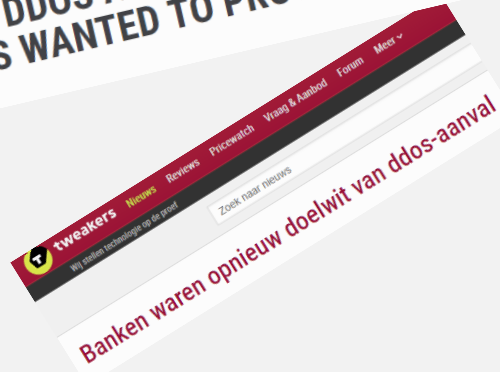 DDOS
S WANTED TO
tweakers Nieuws Reviews Pricewatch Vraag & Aanbod Forum Meer
Wij stellen technologie op de proef
Zoek naar nieuws
Banken waren opnieuw doelwit van ddos-aanval